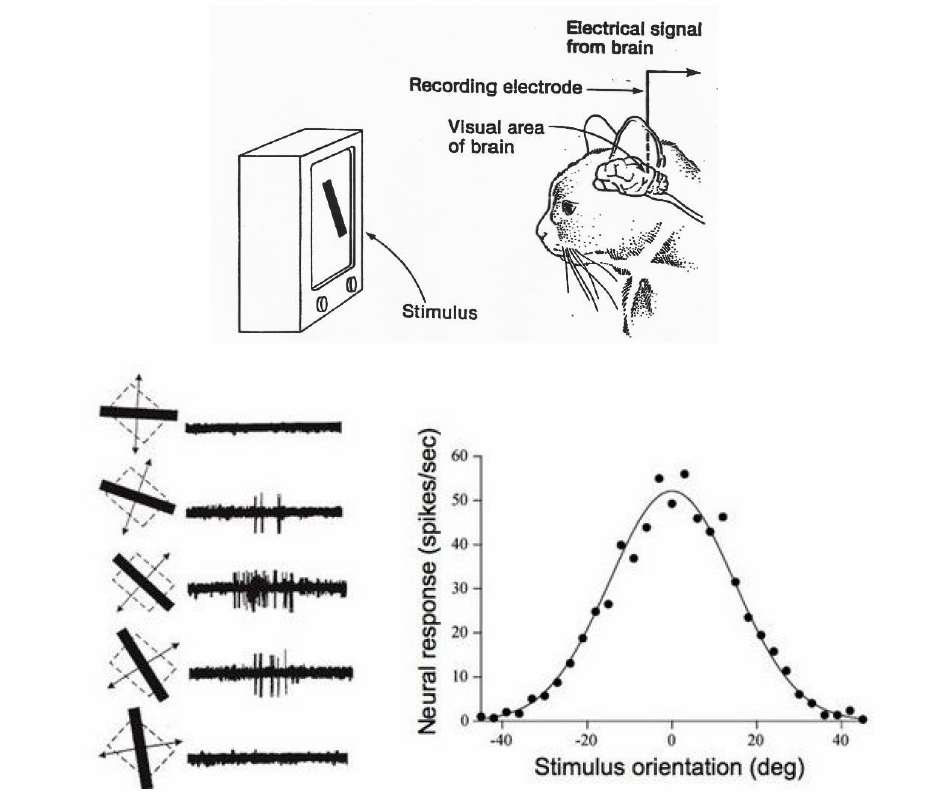 Electrical signal
from brain
Recording electrode
Visual area
of brain
Stimulus
Neural response (spikes/sec)
60
50
40
30
20
10
0
-40
-20
0
20
40
Stimulus orientation (deg)